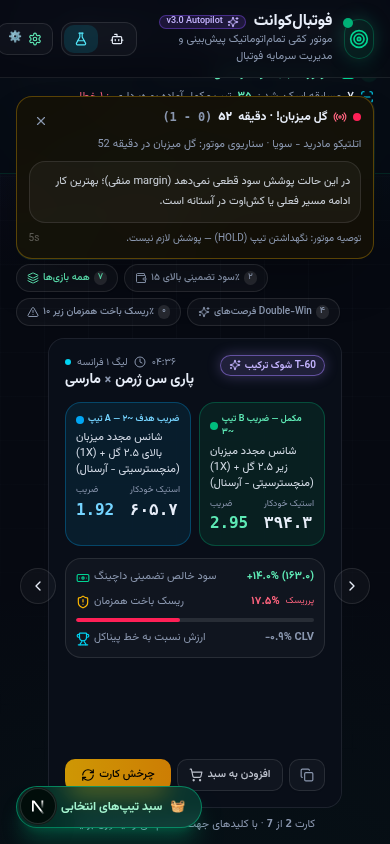 فوتبال‌کوانت
v3.0 Autopilot
موتور کمّی تمام‌اتوماتیک پیش‌بینی و
مدیریت سرمایه فوتبال
گل میزبان! · دقیقه ۵۲ (0 - 1)
اتلتیکو مادرید - سویا · سناریوی موتور: گل میزبان در دقیقه 52
در این حالت پوشش سود قطعی نمی‌دهد (margin منفی)؛ بهترین کار
ادامه مسیر فعلی یا کش‌اوت در آستانه است.
توصیه موتور: نگهداشتن تیپ (HOLD) — پوشش لازم نیست.
5s
همه بازی‌ها ۷
سود تضمینی بالای ۱۵٪ ۲
ریسک باخت همزمان زیر ۱۰٪ ۰
فرصت‌های Double-Win ۴
T-60 شوک ترکیب
لیگ ۱ فرانسه ۰۴:۳۶
پاری سن ژرمن × مارسی
تیپ A — ضریب هدف ~۲
شانس مجدد میزبان
(1X) + بالای ۲.۵ گل
(منچسترسیتی - آرسنال)
ضریب استیک خودکار
1.92 ۶۰۵.۷
تیپ B مکمل — ضریب
~۳
شانس مجدد میزبان
(1X) + زیر ۲.۵ گل
(منچسترسیتی - آرسنال)
ضریب استیک خودکار
2.95 ۳۹۴.۳
سود خالص تضمینی داچینگ +۱۴.۰% (۱۶۳.۰)
ریسک باخت همزمان ۱۷.۵% پرریسک
ارزش نسبت به خط پیناکل -۰.۹% CLV
چرخش کارت
افزودن به سبد
سبد تیپ‌های انتخابی
N
کارت 2 از 7 · با کلیدهای